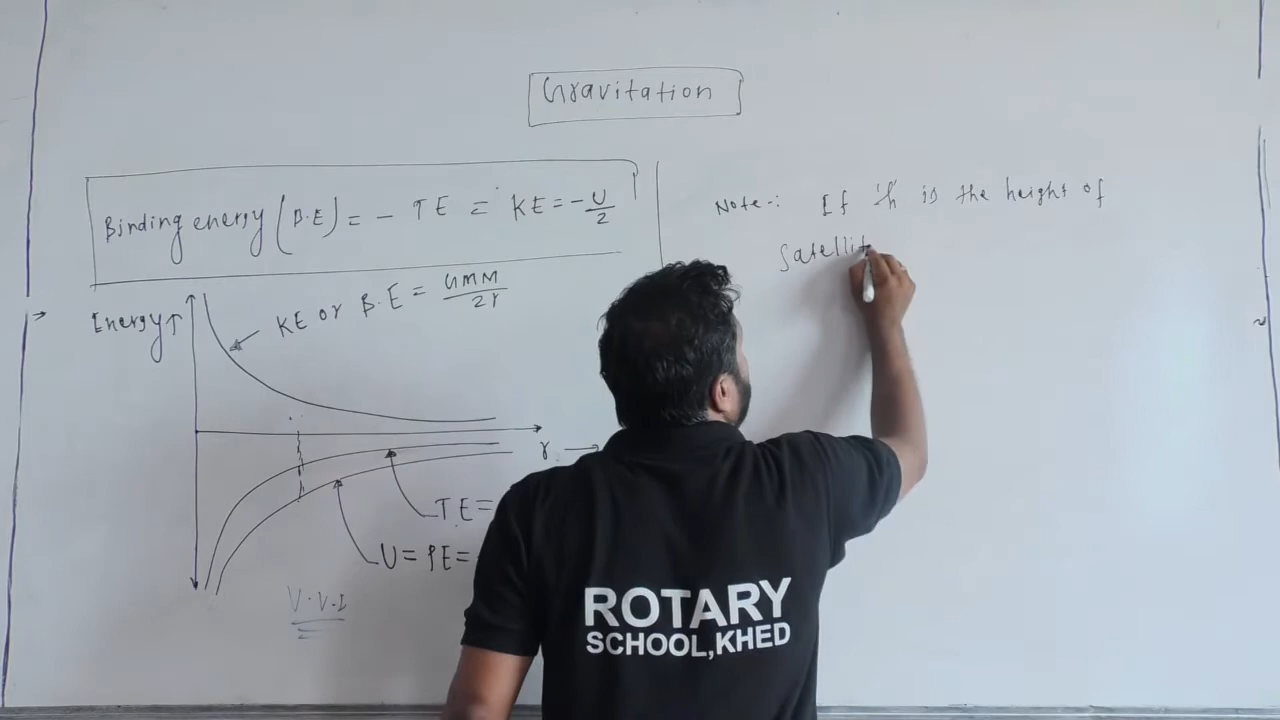 Gravitation
Binding energy (B.E) = - TE = KE = -U/2
Energy↑
KE or B.E = GMM/2r
r →
T.E =
U = PE =
V.V.I
Note-: If 'h' is the height of
Satellit
ROTARY
SCHOOL,KHED